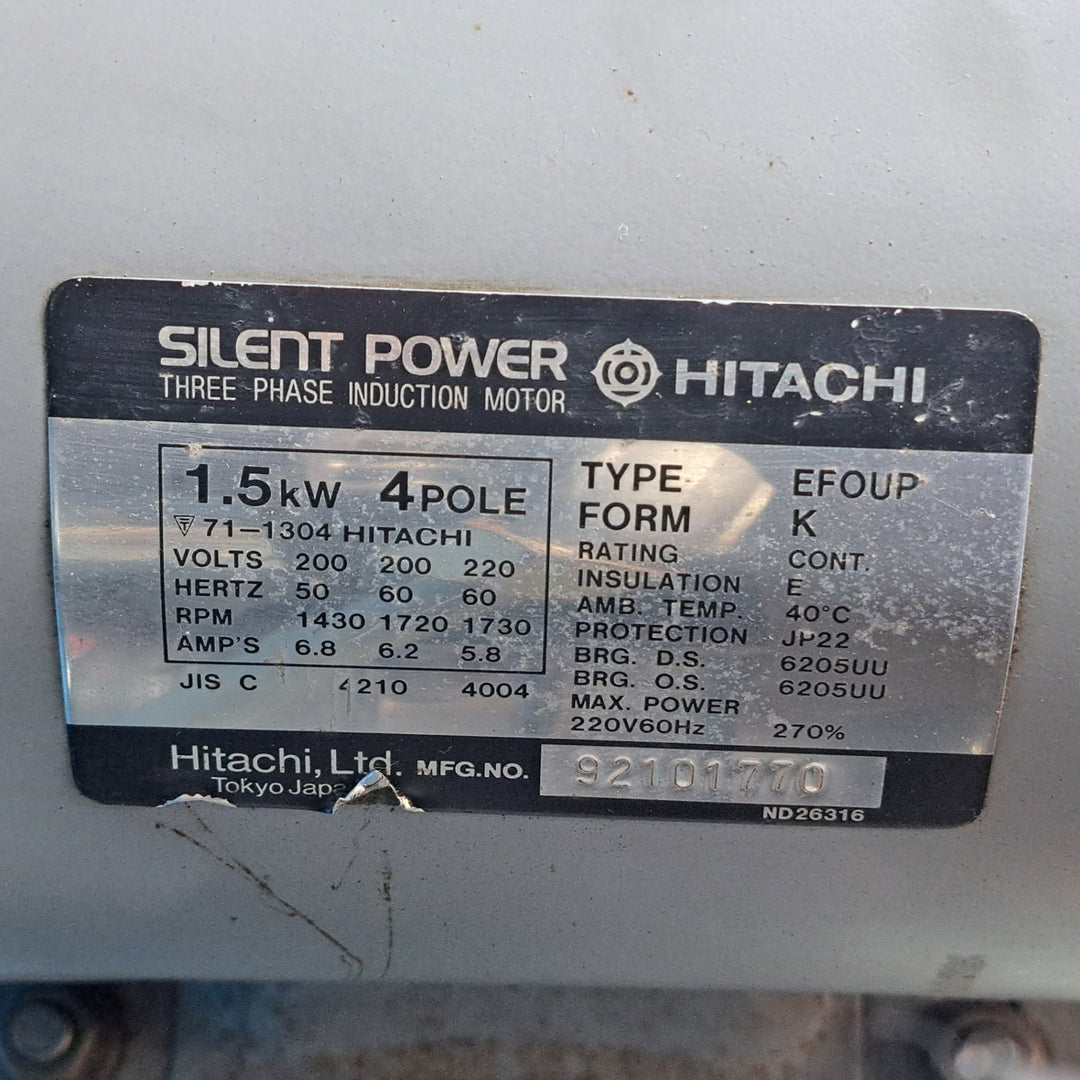 SILENT POWER HITACHI
THREE PHASE INDUCTION MOTOR
1.5kW 4POLE
71-1304 HITACHI
VOLTS 200 200 220
HERTZ 50 60 60
RPM 1430 1720 1730
AMP'S 6.8 6.2 5.8
JIS C 4210 4004
TYPE EFOUP
FORM K
RATING CONT.
INSULATION E
AMB. TEMP. 40°C
PROTECTION JP22
BRG. D.S. 6205UU
BRG. O.S. 6205UU
MAX. POWER
220V60Hz 270%
Hitachi, Ltd. MFG.NO. 92101770
Tokyo
ND26316